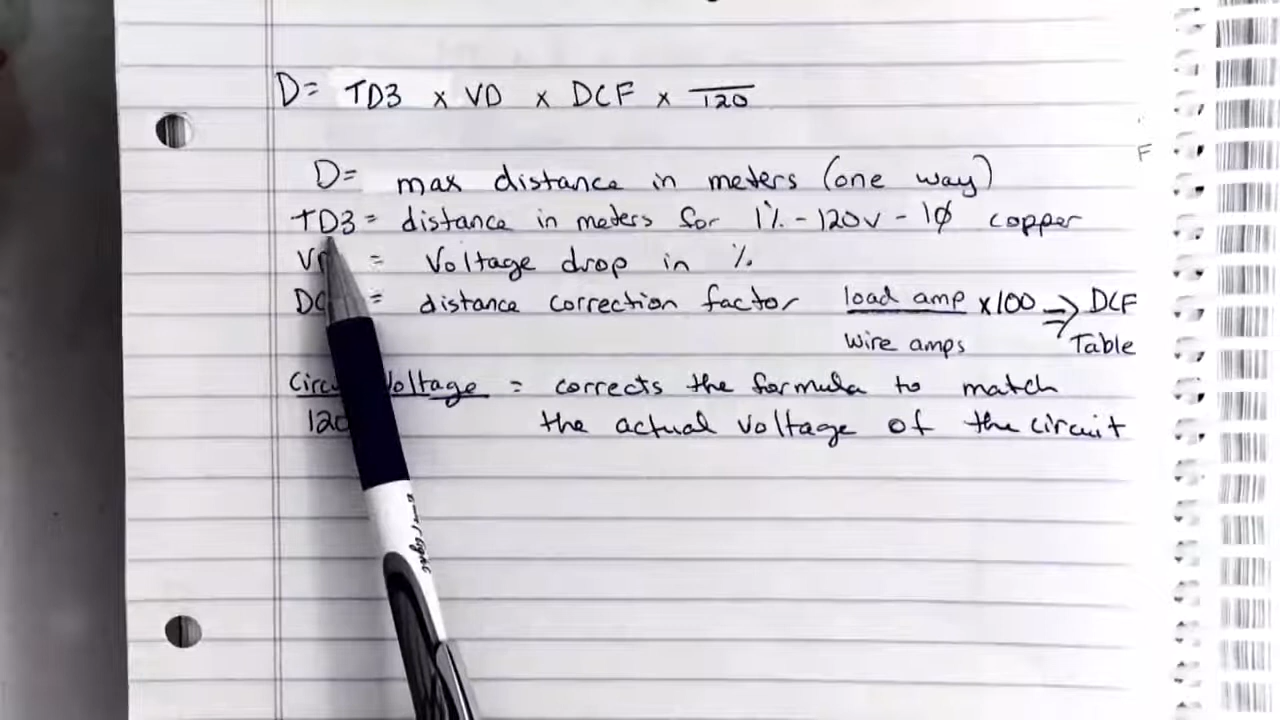 D= TD3 x VD x DCF x 120
D= max distance in meters (one way)
TD3 = distance in meters for 1% - 120v - 1ø copper
= Voltage drop in %
= distance correction factor load amp x100 => DCF
wire amps Table
Voltage = corrects the formula to match
120 the actual voltage of the circuit
F